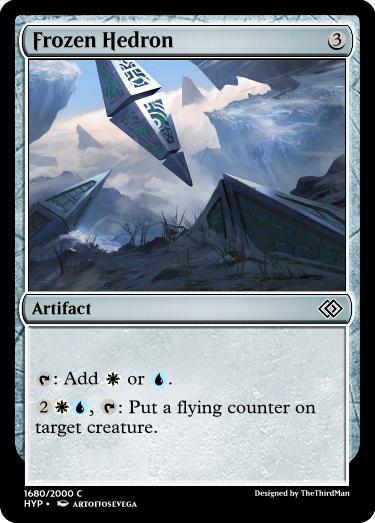 Frozen Hedron 3
Artifact
: Add or .
2 , : Put a flying counter on
target creature.
1680/2000 C
HYP • ARTOFJOSEVEGA
Designed by TheThirdMan